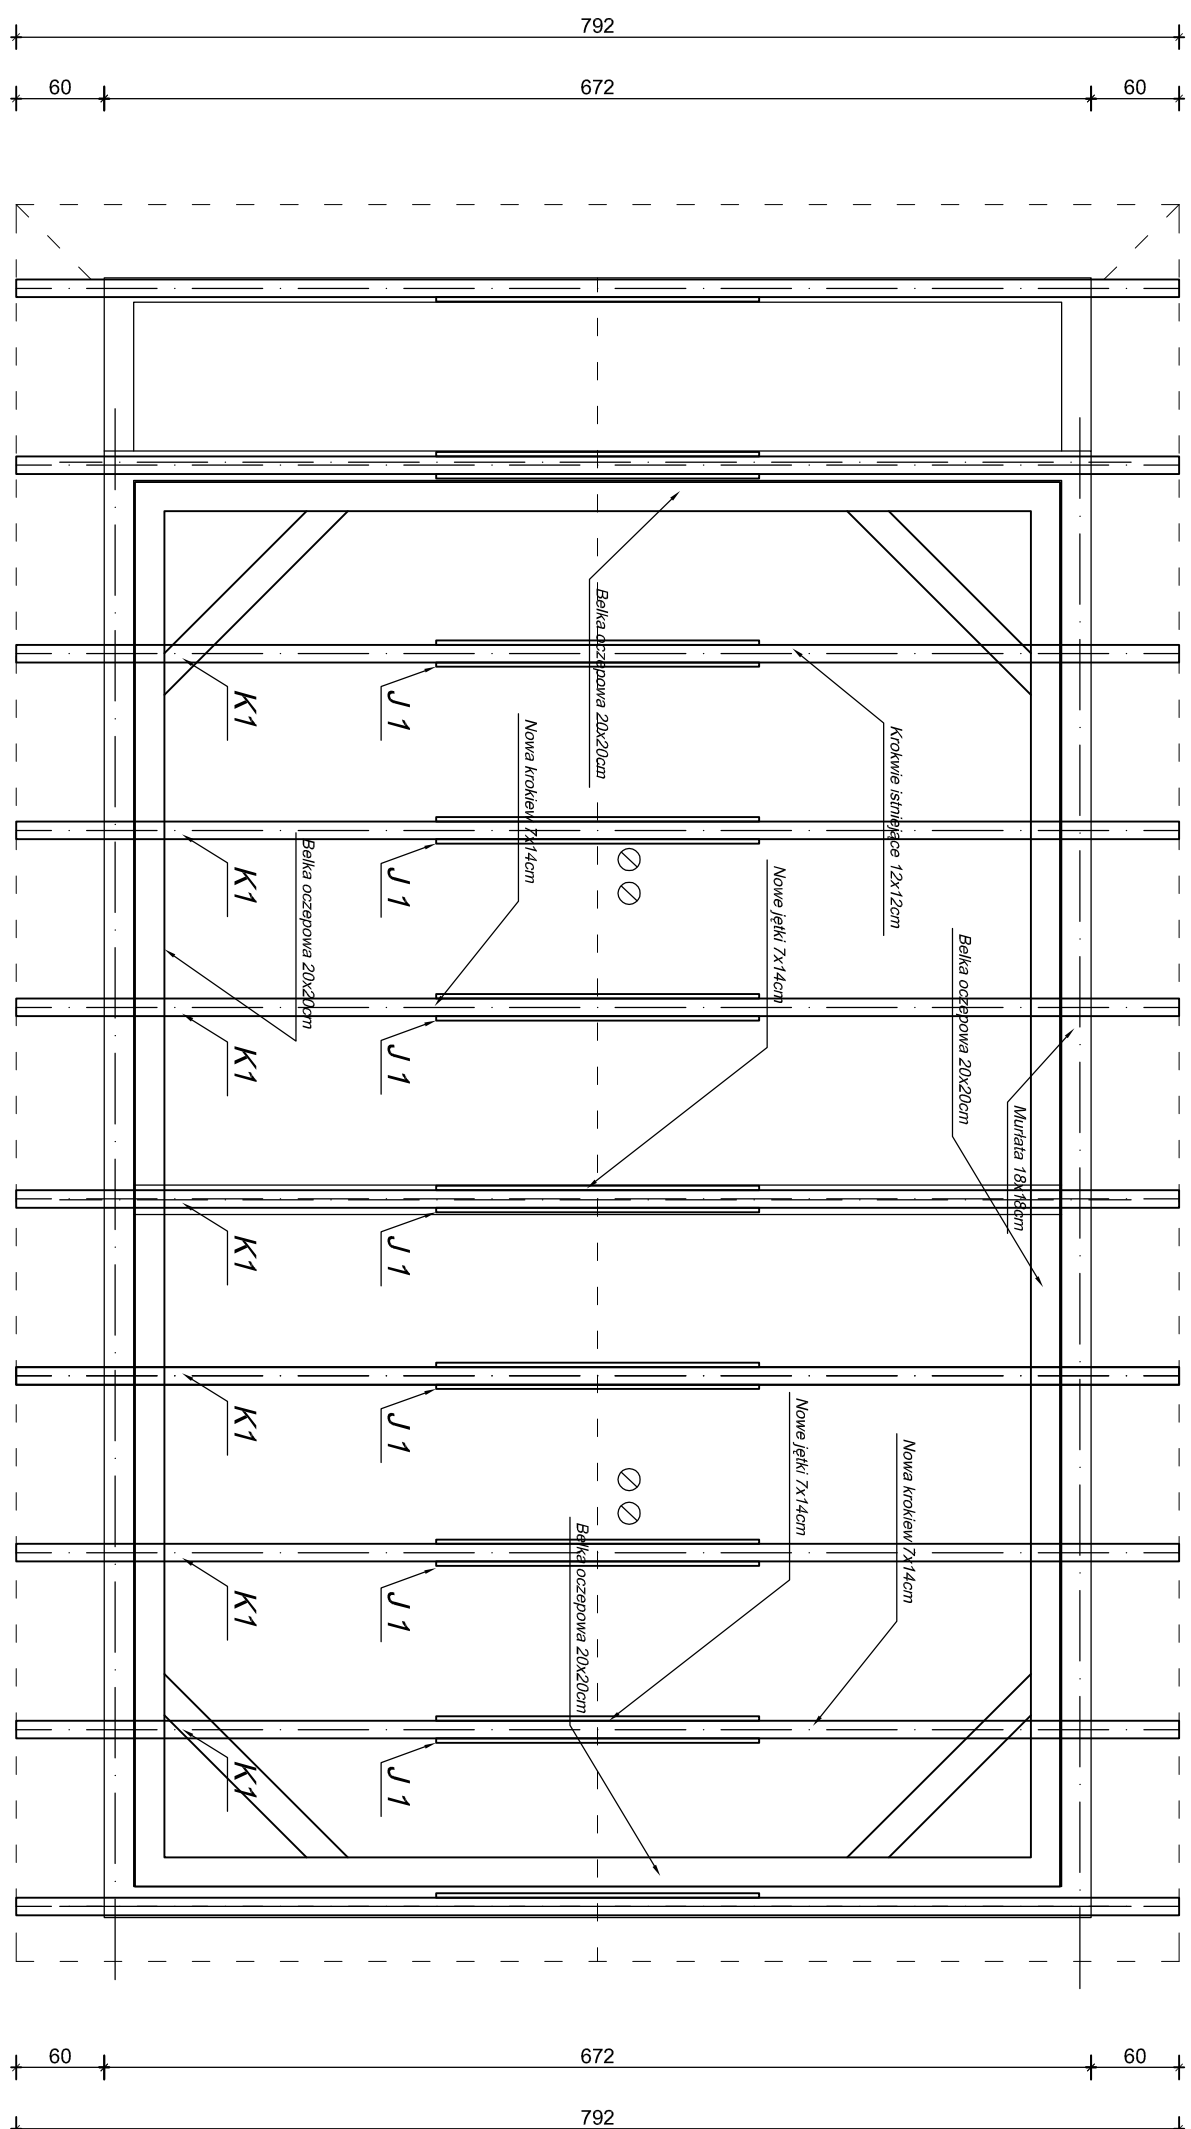 792
60 672 60
Belka oczepowa 20x20cm
K1 J 1 Nowa krokiew 7x14cm Krokwie istniejące 12x12cm
K1 Belka oczepowa 20x20cm J 1 Nowe jętki 7x14cm Belka oczepowa 20x20cm
K1 J 1 Murłata 18x18cm
K1 J 1
K1 J 1 Nowe jętki 7x14cm Nowa krokiew 7x14cm
K1 J 1 Belka oczepowa 20x20cm
K1 J 1
60 672 60
792